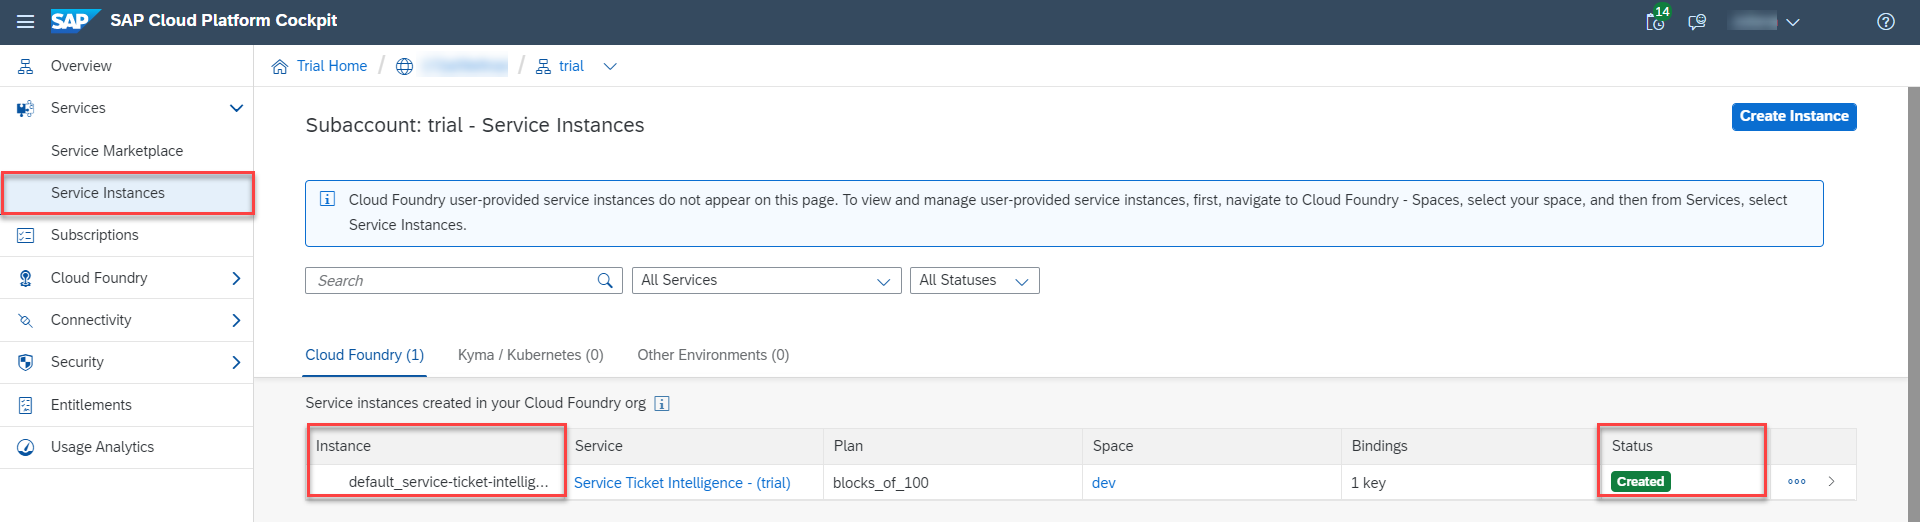 SAP SAP Cloud Platform Cockpit 14
Overview
Services
Service Marketplace
Service Instances
Subscriptions
Cloud Foundry
Connectivity
Security
Entitlements
Usage Analytics
Trial Home / / trial
Subaccount: trial - Service Instances
Create Instance
Cloud Foundry user-provided service instances do not appear on this page. To view and manage user-provided service instances, first, navigate to Cloud Foundry - Spaces, select your space, and then from Services, select
Service Instances.
Search All Services All Statuses
Cloud Foundry (1) Kyma / Kubernetes (0) Other Environments (0)
Service instances created in your Cloud Foundry org
Instance Service Plan Space Bindings Status
default_service-ticket-intellig... Service Ticket Intelligence - (trial) blocks_of_100 dev 1 key Created